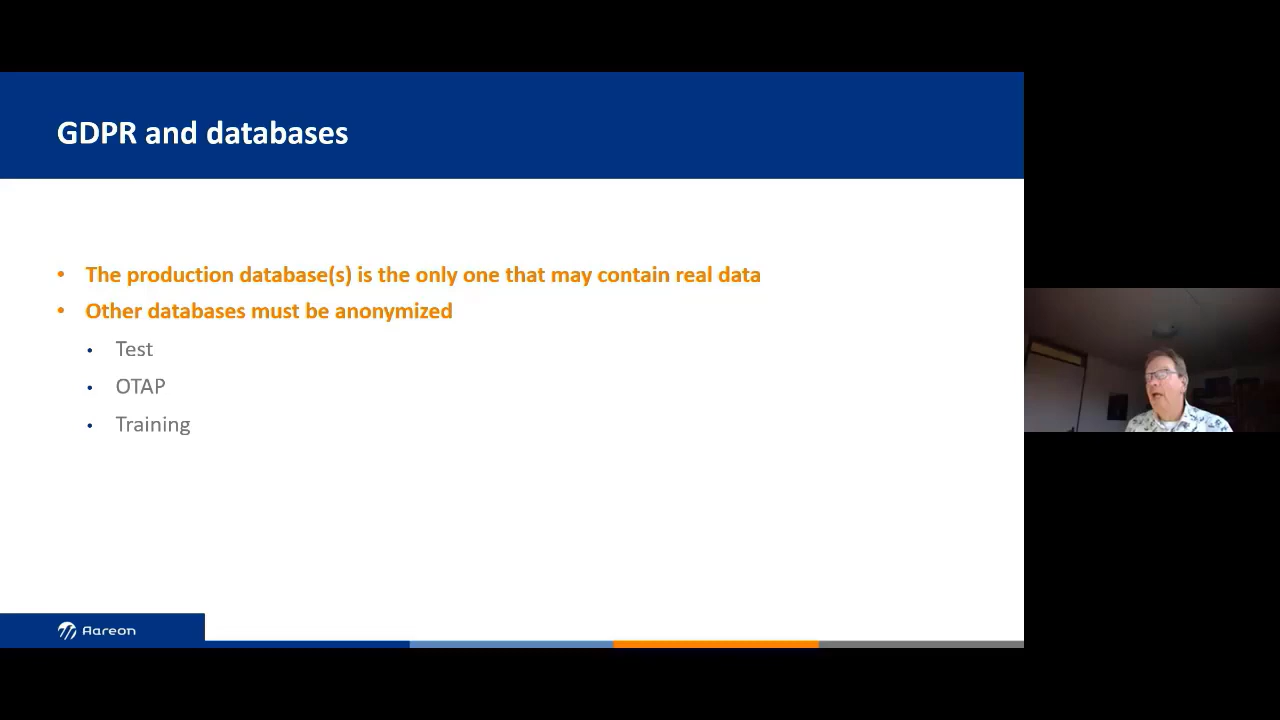 GDPR and databases
• The production database(s) is the only one that may contain real data
• Other databases must be anonymized
• Test
• OTAP
• Training
Aareon